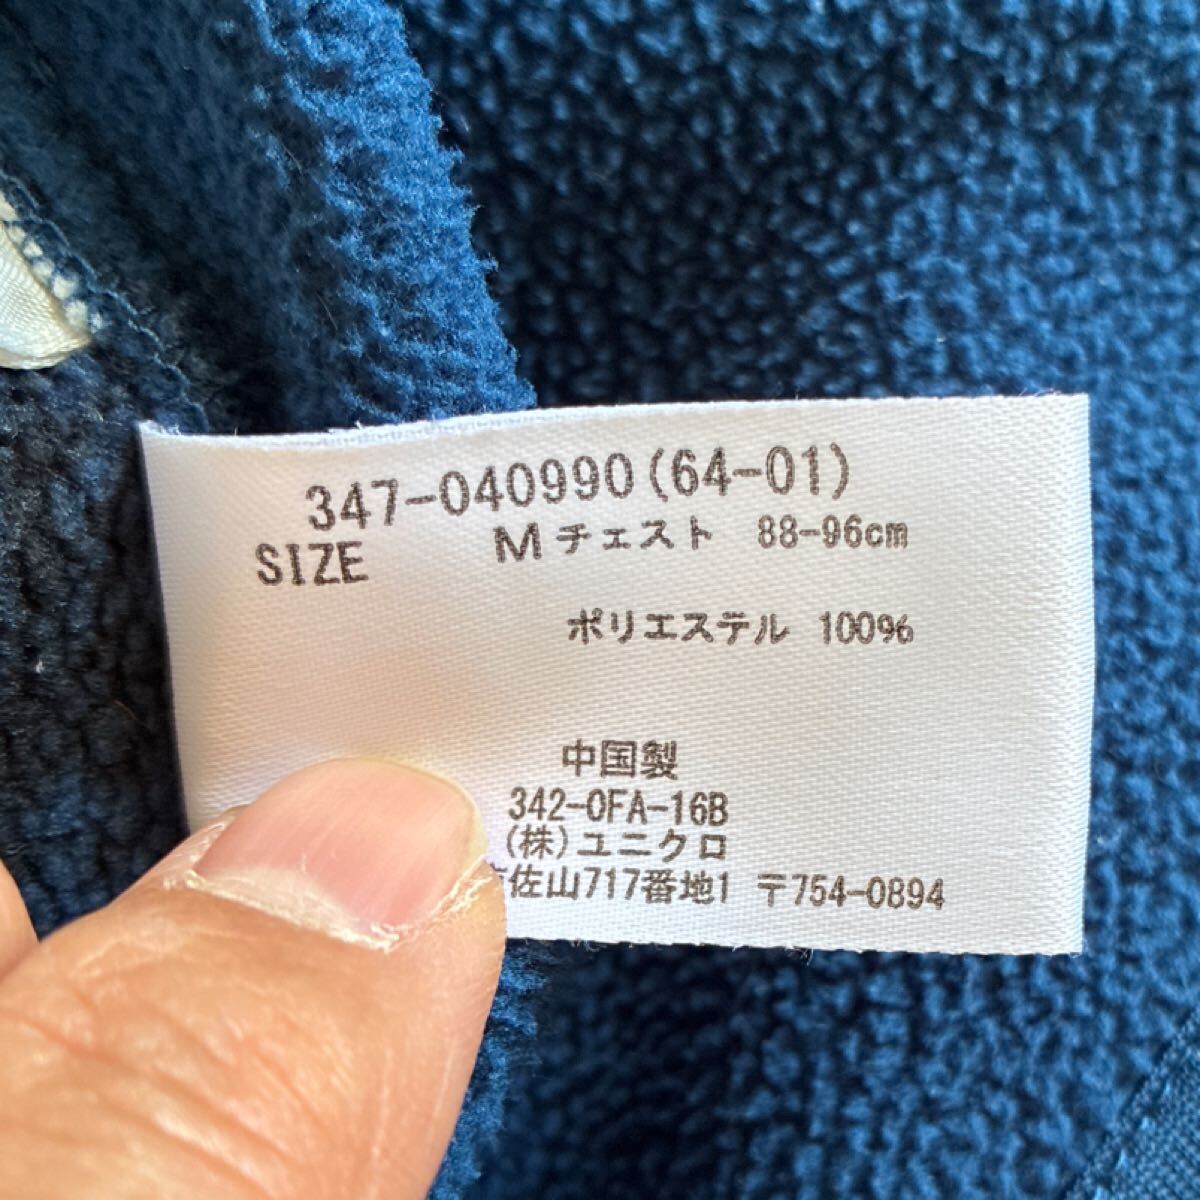 347-040990(64-01)
SIZE M チェスト 88-96cm
ポリエステル 100%
中国製
342-0FA-16B
(株)ユニクロ
佐山717番地1 〒754-0894